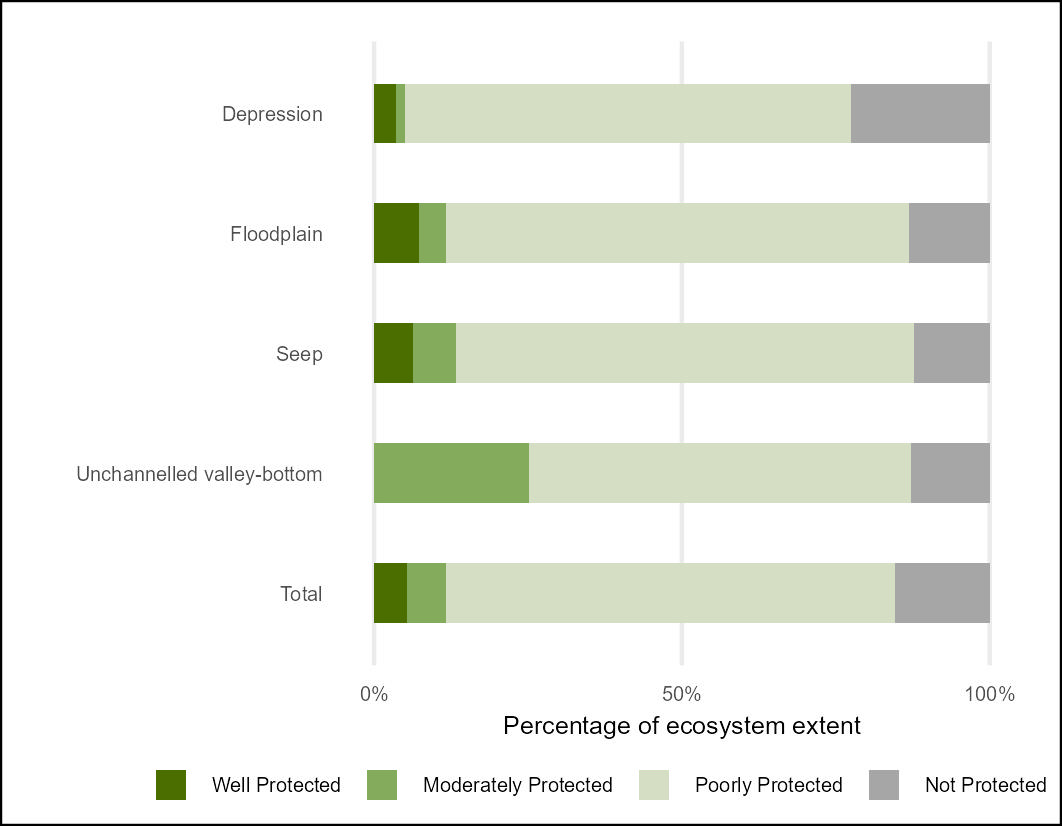 Depression
Floodplain
Seep
Unchannelled valley-bottom
Total
0% 50% 100%
Percentage of ecosystem extent
Well Protected Moderately Protected Poorly Protected Not Protected